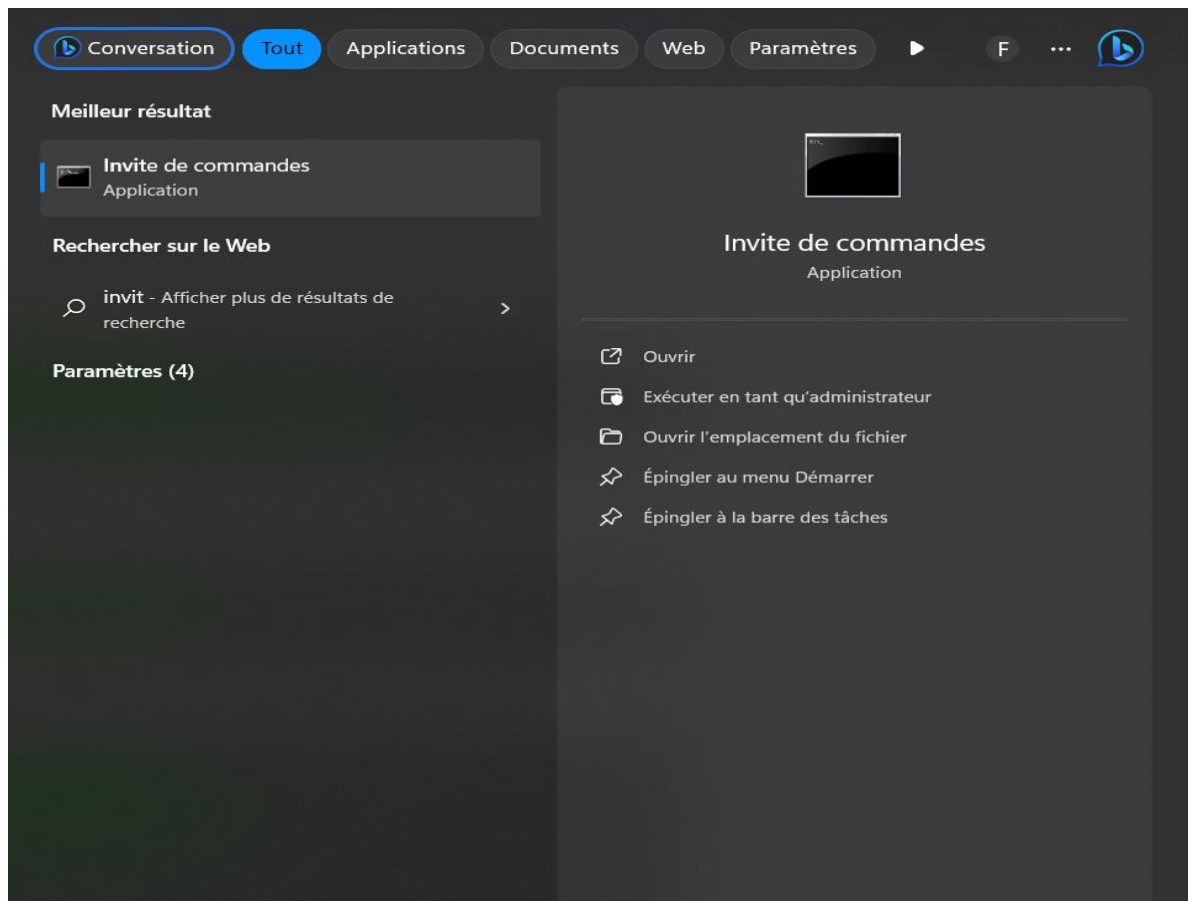 Conversation Tout Applications Documents Web Paramètres F ...
Meilleur résultat
Invite de commandes
Application
Rechercher sur le Web
invit - Afficher plus de résultats de
recherche
Paramètres (4)
Invite de commandes
Application
Ouvrir
Exécuter en tant qu'administrateur
Ouvrir l'emplacement du fichier
Épingler au menu Démarrer
Épingler à la barre des tâches